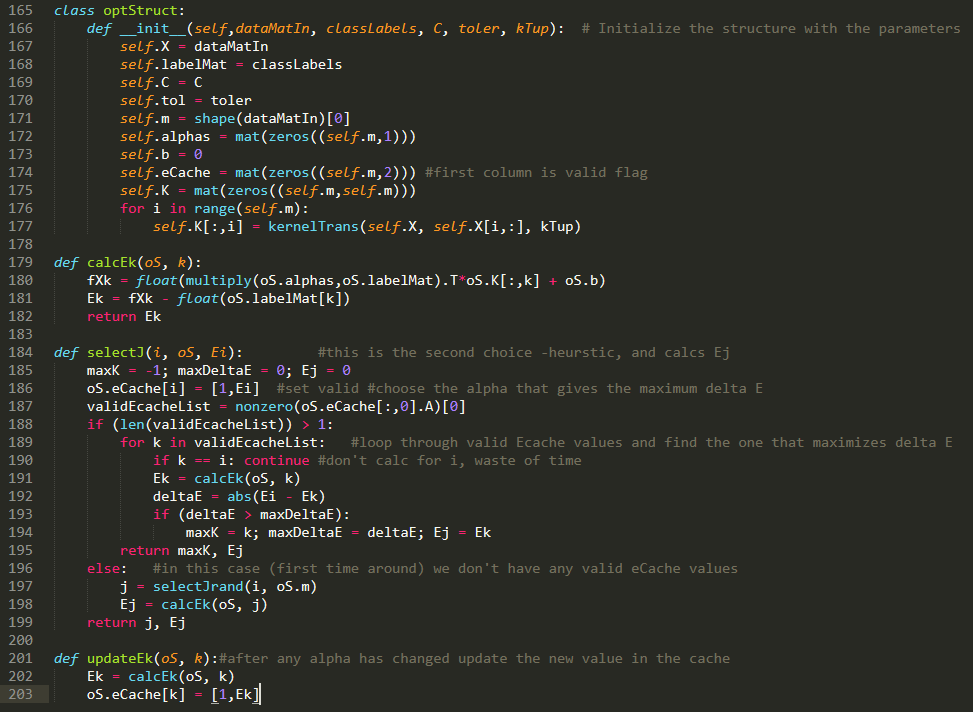 165 class optStruct:
166     def __init__(self,dataMatIn, classLabels, C, toler, kTup):  # Initialize the structure with the parameters
167         self.X = dataMatIn
168         self.labelMat = classLabels
169         self.C = C
170         self.tol = toler
171         self.m = shape(dataMatIn)[0]
172         self.alphas = mat(zeros((self.m,1)))
173         self.b = 0
174         self.eCache = mat(zeros((self.m,2))) #first column is valid flag
175         self.K = mat(zeros((self.m,self.m)))
176         for i in range(self.m):
177             self.K[:,i] = kernelTrans(self.X, self.X[i,:], kTup)
178
179 def calcEk(oS, k):
180     fXk = float(multiply(oS.alphas,oS.labelMat).T*oS.K[:,k] + oS.b)
181     Ek = fXk - float(oS.labelMat[k])
182     return Ek
183
184 def selectJ(i, oS, Ei):         #this is the second choice -heurstic, and calcs Ej
185     maxK = -1; maxDeltaE = 0; Ej = 0
186     oS.eCache[i] = [1,Ei]  #set valid #choose the alpha that gives the maximum delta E
187     validEcacheList = nonzero(oS.eCache[:,0].A)[0]
188     if (len(validEcacheList)) > 1:
189         for k in validEcacheList:   #loop through valid Ecache values and find the one that maximizes delta E
190             if k == i: continue #don't calc for i, waste of time
191             Ek = calcEk(oS, k)
192             deltaE = abs(Ei - Ek)
193             if (deltaE > maxDeltaE):
194                 maxK = k; maxDeltaE = deltaE; Ej = Ek
195         return maxK, Ej
196     else:   #in this case (first time around) we don't have any valid eCache values
197         j = selectJrand(i, oS.m)
198         Ej = calcEk(oS, j)
199     return j, Ej
200
201 def updateEk(oS, k):#after any alpha has changed update the new value in the cache
202     Ek = calcEk(oS, k)
203     oS.eCache[k] = [1,Ek]